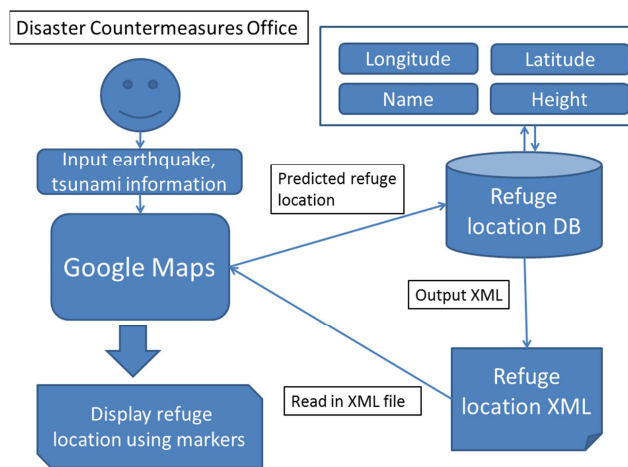 Disaster Countermeasures Office
Longitude
Latitude
Name
Height
Input earthquake,
tsunami information
Predicted refuge
location
Refuge
location DB
Google Maps
Output XML
Refuge
location XML
Read in XML file
Display refuge
location using markers